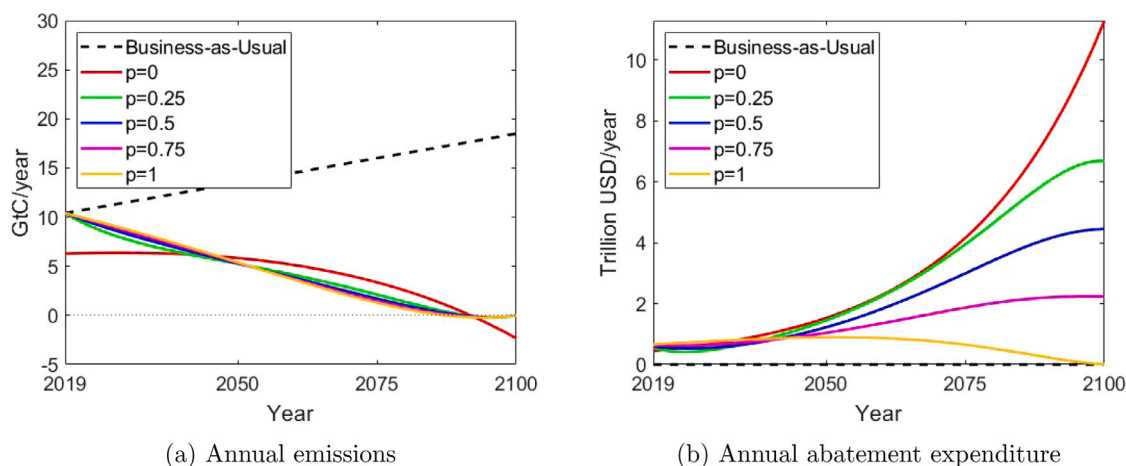 30
25
20
15
10
5
0
-5
GtC/year
Business-as-Usual
p=0
p=0.25
p=0.5
p=0.75
p=1
2019
2050
2075
2100
Year
(a) Annual emissions
10
8
6
4
2
0
Trillion USD/year
Business-as-Usual
p=0
p=0.25
p=0.5
p=0.75
p=1
2019
2050
2075
2100
Year
(b) Annual abatement expenditure